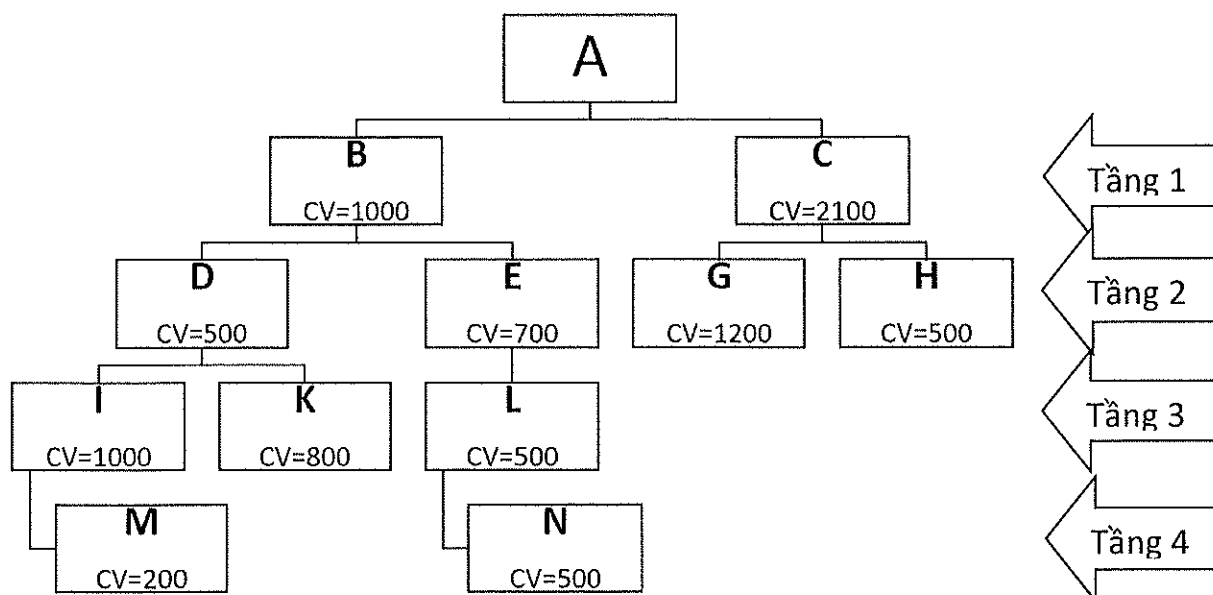 A
B
CV=1000
C
CV=2100
Tầng 1
D
CV=500
E
CV=700
G
CV=1200
H
CV=500
Tầng 2
I
CV=1000
K
CV=800
L
CV=500
Tầng 3
M
CV=200
N
CV=500
Tầng 4